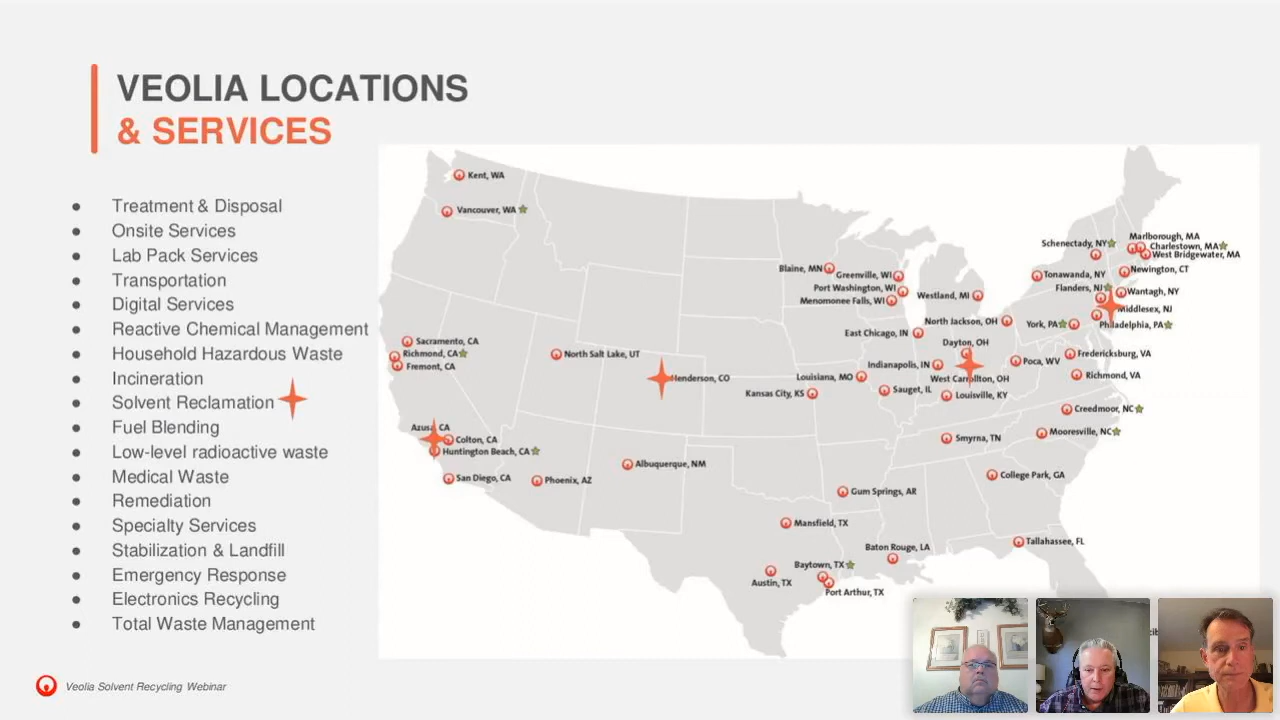 VEOLIA LOCATIONS
& SERVICES
Treatment & Disposal
Onsite Services
Lab Pack Services
Transportation
Digital Services
Reactive Chemical Management
Household Hazardous Waste
Incineration
Solvent Reclamation
Fuel Blending
Low-level radioactive waste
Medical Waste
Remediation
Specialty Services
Stabilization & Landfill
Emergency Response
Electronics Recycling
Total Waste Management
Kent, WA
Vancouver, WA
Sacramento, CA
Richmond, CA
Fremont, CA
North Salt Lake, UT
Henderson, CO
Azusa, CA
Colton, CA
Huntington Beach, CA
San Diego, CA
Phoenix, AZ
Albuquerque, NM
Blaine, MN
Greenville, WI
Port Washington, WI
Menomonee Falls, WI
Westland, MI
East Chicago, IN
North Jackson, OH
Dayton, OH
Indianapolis, IN
West Carrollton, OH
Louisiana, MO
Kansas City, KS
Sauget, IL
Louisville, KY
Smyrna, TN
Gum Springs, AR
Mansfield, TX
Baton Rouge, LA
Baytown, TX
Austin, TX
Port Arthur, TX
Marlborough, MA
Schenectady, NY
Charlestown, MA
West Bridgewater, MA
Newington, CT
Tonawanda, NY
Flanders, NJ
Wantagh, NY
Middlesex, NJ
York, PA
Philadelphia, PA
Poca, WV
Fredericksburg, VA
Richmond, VA
Creedmoor, NC
Mooresville, NC
College Park, GA
Tallahassee, FL
Veolia Solvent Recycling Webinar